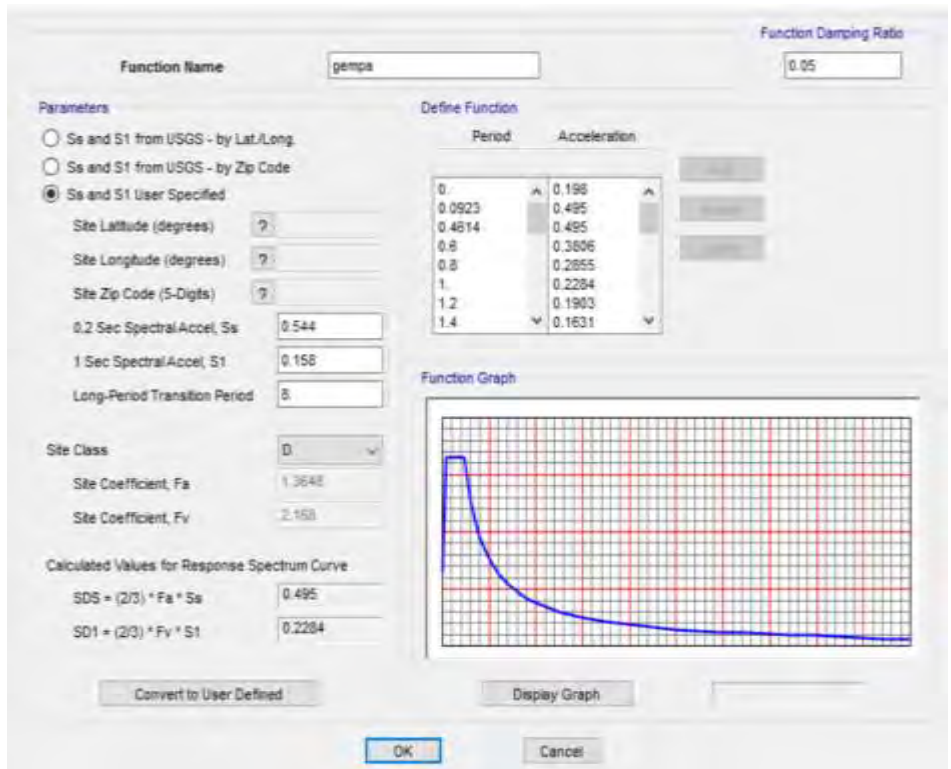 Function Damping Ratio
Function Name gempa 0.05
Parameters
Ss and S1 from USGS - by Lat./Long.
Ss and S1 from USGS - by Zip Code
Ss and S1 User Specified
Site Latitude (degrees) ?
Site Longitude (degrees) ?
Site Zip Code (5-Digits) ?
0.2 Sec Spectral Accel, Ss 0.544
1 Sec Spectral Accel, S1 0.158
Long-Period Transition Period 8.
Site Class D
Site Coefficient, Fa 1.3648
Site Coefficient, Fv 2.168
Calculated Values for Response Spectrum Curve
SDS = (2/3) * Fa * Ss 0.495
SD1 = (2/3) * Fv * S1 0.2284
Convert to User Defined
Define Function
Period Acceleration
0. 0.198
0.0923 0.495
0.4614 0.495
0.6 0.3806
0.8 0.2855
1. 0.2284
1.2 0.1903
1.4 0.1631
Function Graph
Display Graph
OK
Cancel